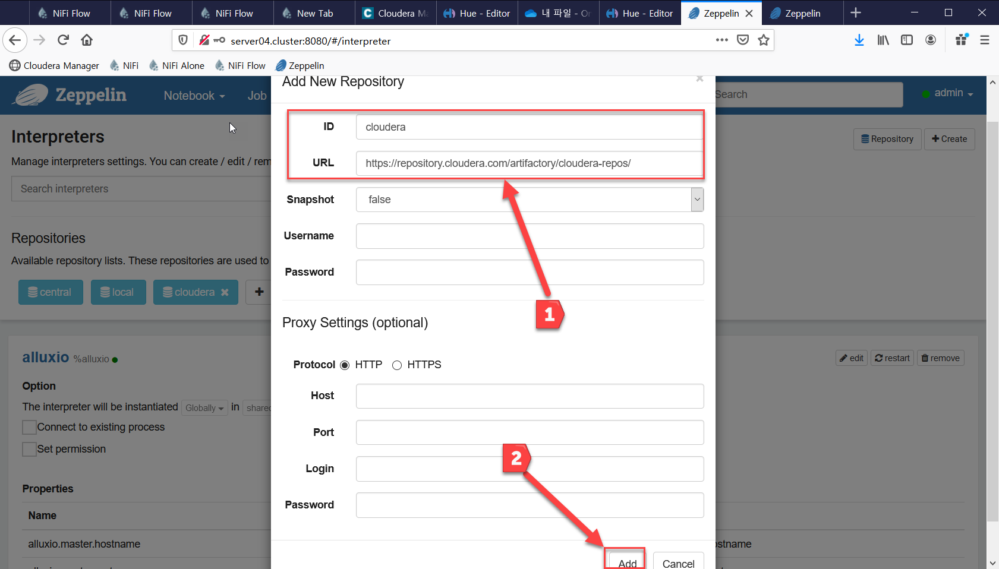 NiFi Flow
NiFi Flow
NiFi Flow
New Tab
Cloudera Ma
Hue - Editor
내 파일 - On
Hue - Editor
Zeppelin
Zeppelin
server04.cluster:8080/#/interpreter
Cloudera Manager
NiFi
NiFi Alone
NiFi Flow
Zeppelin
Zeppelin
Notebook
Job
Search
admin
Add New Repository
Interpreters
Repository
Create
Manage interpreters settings. You can create / edit / rem
Search interpreters
ID
cloudera
URL
https://repository.cloudera.com/artifactory/cloudera-repos/
Snapshot
false
Username
Password
Repositories
Available repository lists. These repositories are used to
central
local
cloudera
1
Proxy Settings (optional)
Protocol
HTTP
HTTPS
Host
Port
2
Login
Password
Add
Cancel
alluxio %alluxio
edit
restart
remove
Option
The interpreter will be instantiated Globally in shared
Connect to existing process
Set permission
Properties
Name
alluxio.master.hostname
ostname